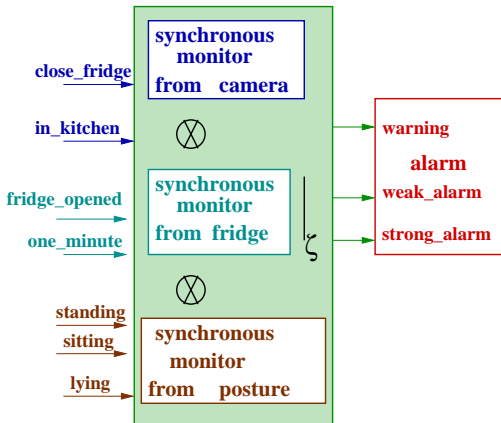 synchronous
monitor
from camera
close_fridge
in_kitchen
synchronous
monitor
from fridge
fridge_opened
one_minute
ζ
standing
sitting
lying
synchronous
monitor
from posture
warning
alarm
weak_alarm
strong_alarm